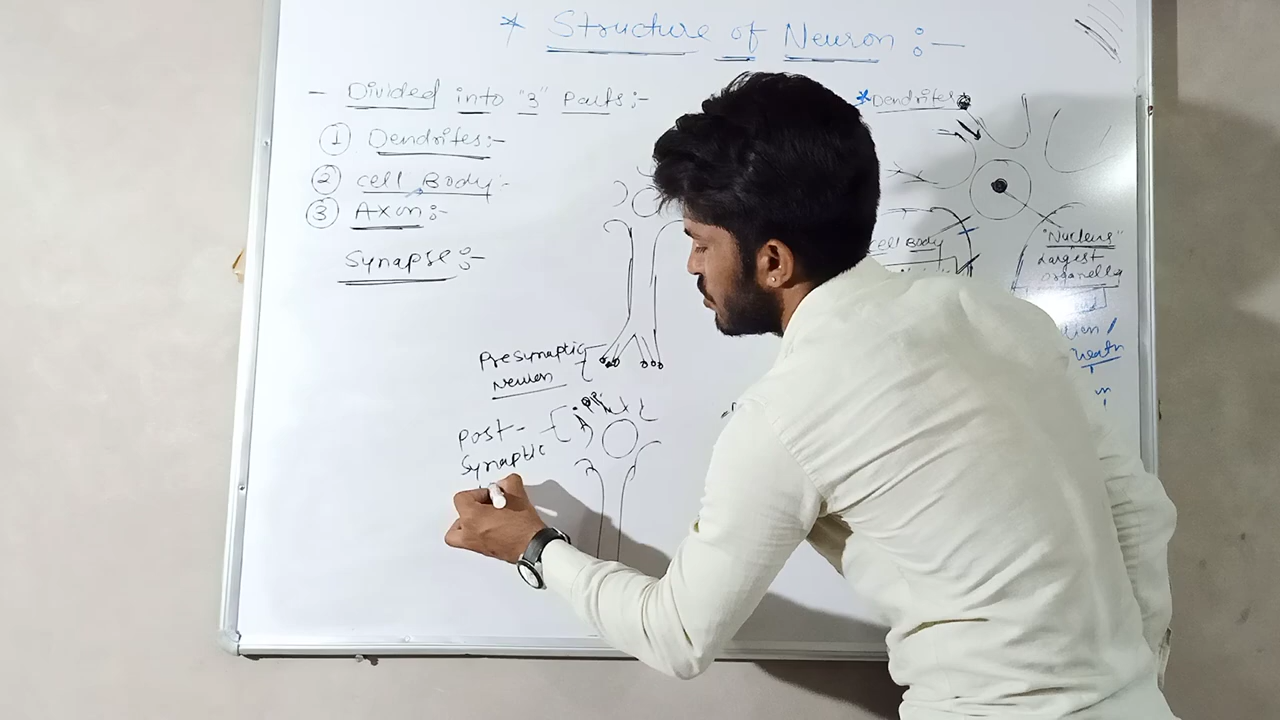 * Structure of Neuron :-
- Divided into "3" Parts :-
① Dendrites :-
② Cell Body :-
③ Axon :-
Synapse :-
Presynaptic
Neuron
Post-
Synaptic
* Dendrites *
Cell Body
"Nucleus"
Largest
organelle